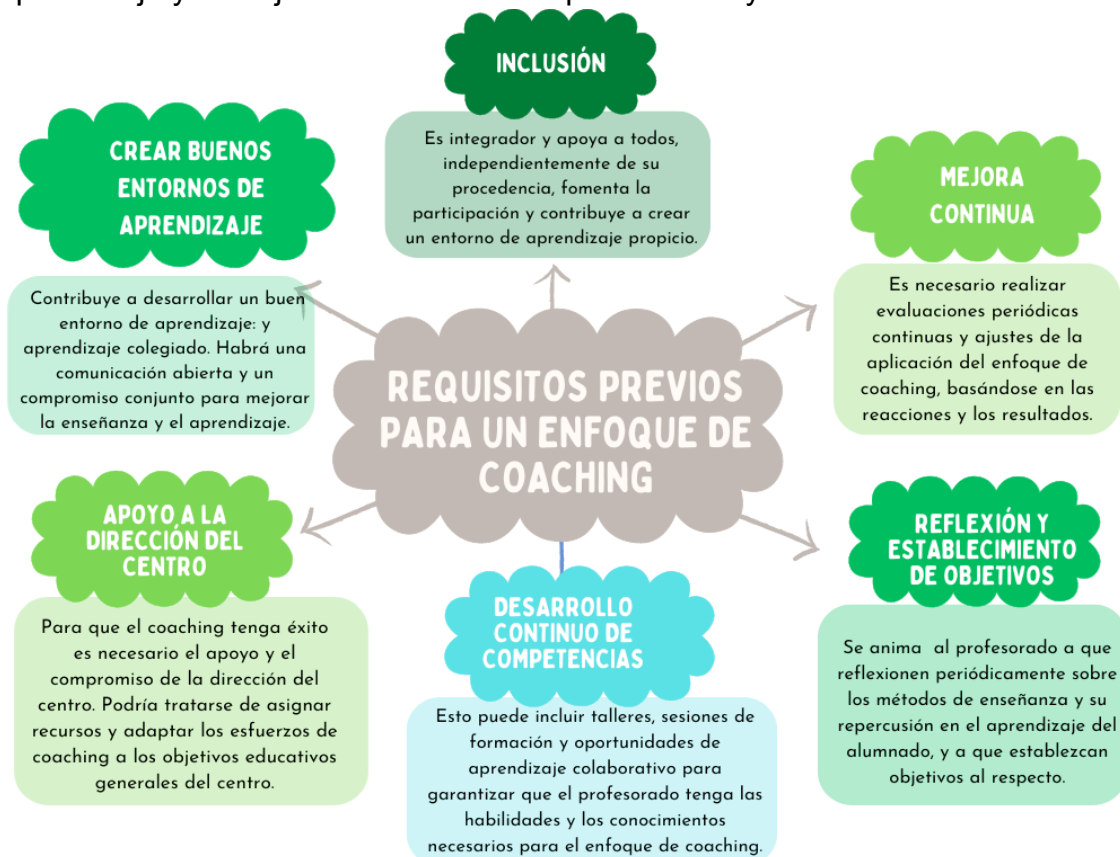 INCLUSIÓN
Es integrador y apoya a todos,
independientemente de su
procedencia, fomenta la
participación y contribuye a crear
un entorno de aprendizaje propicio.
CREAR BUENOS
ENTORNOS DE
APRENDIZAJE
Contribuye a desarrollar un buen
entorno de aprendizaje: y
aprendizaje colegiado. Habrá una
comunicación abierta y un
compromiso conjunto para mejorar
la enseñanza y el aprendizaje.
MEJORA
CONTINUA
Es necesario realizar
evaluaciones periódicas
continuas y ajustes de la
aplicación del enfoque de
coaching, basándose en las
reacciones y los resultados.
REQUISITOS PREVIOS
PARA UN ENFOQUE DE
COACHING
APOYO A LA
DIRECCIÓN DEL
CENTRO
Para que el coaching tenga éxito
es necesario el apoyo y el
compromiso de la dirección del
centro. Podría tratarse de asignar
recursos y adaptar los esfuerzos de
coaching a los objetivos educativos
generales del centro.
DESARROLLO
CONTINUO DE
COMPETENCIAS
Esto puede incluir talleres, sesiones de
formación y oportunidades de
aprendizaje colaborativo para
garantizar que el profesorado tenga las
habilidades y los conocimientos
necesarios para el enfoque de coaching.
REFLEXIÓN Y
ESTABLECIMIENTO
DE OBJETIVOS
Se anima al profesorado a que
reflexionen periódicamente sobre
los métodos de enseñanza y su
repercusión en el aprendizaje del
alumnado, y a que establezcan
objetivos al respecto.